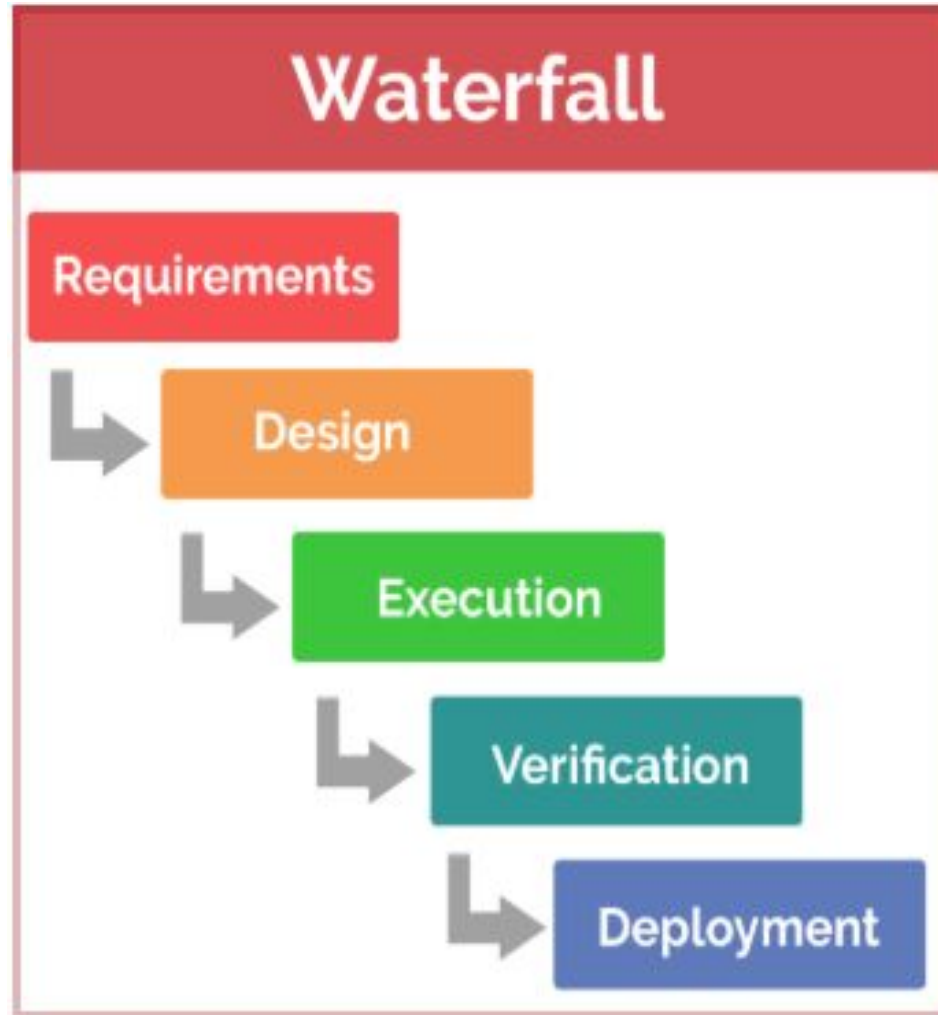 Waterfall
Requirements
Design
Execution
Verification
Deployment